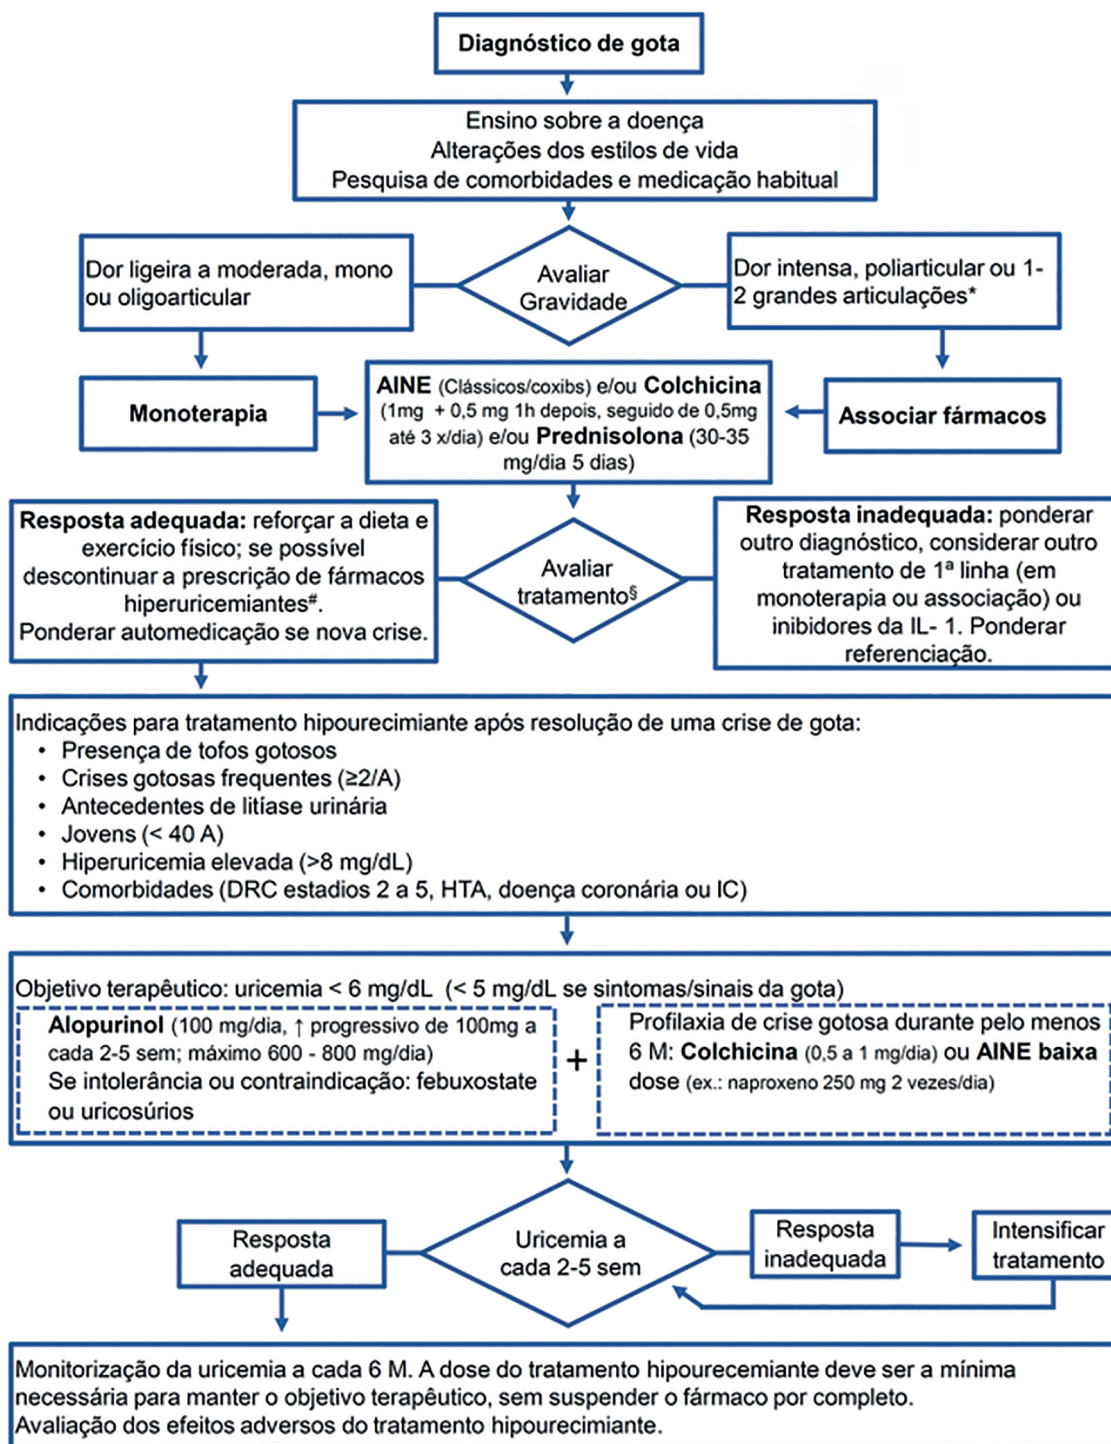 Diagnóstico de gota
Ensino sobre a doença
Alterações dos estilos de vida
Pesquisa de comorbidades e medicação habitual
Dor ligeira a moderada, mono
ou oligoarticular
Avaliar
Gravidade
Dor intensa, poliarticular ou 1-
2 grandes articulações*
Monoterapia
AINE (Clássicos/coxibs) e/ou Colchicina
(1mg + 0,5 mg 1h depois, seguido de 0,5mg
até 3 x/dia) e/ou Prednisolona (30-35
mg/dia 5 dias)
Associar fármacos
Resposta adequada: reforçar a dieta e
exercício físico; se possível
descontinuar a prescrição de fármacos
hiperuricemiantes#.
Ponderar automedicação se nova crise.
Avaliar
tratamento§
Resposta inadequada: ponderar
outro diagnóstico, considerar outro
tratamento de 1ª linha (em
monoterapia ou associação) ou
inibidores da IL- 1. Ponderar
referenciação.
Indicações para tratamento hipourecimiante após resolução de uma crise de gota:
• Presença de tofos gotosos
• Crises gotosas frequentes (≥2/A)
• Antecedentes de litíase urinária
• Jovens (< 40 A)
• Hiperuricemia elevada (>8 mg/dL)
• Comorbidades (DRC estadios 2 a 5, HTA, doença coronária ou IC)
Objetivo terapêutico: uricemia < 6 mg/dL (< 5 mg/dL se sintomas/sinais da gota)
Alopurinol (100 mg/dia, ↑ progressivo de 100mg a
cada 2-5 sem; máximo 600 - 800 mg/dia)
Se intolerância ou contraindicação: febuxostate
ou uricosúrios
+
Profilaxia de crise gotosa durante pelo menos
6 M: Colchicina (0,5 a 1 mg/dia) ou AINE baixa
dose (ex.: naproxeno 250 mg 2 vezes/dia)
Resposta
adequada
Uricemia a
cada 2-5 sem
Resposta
inadequada
Intensificar
tratamento
Monitorização da uricemia a cada 6 M. A dose do tratamento hipourecemiante deve ser a mínima
necessária para manter o objetivo terapêutico, sem suspender o fármaco por completo.
Avaliação dos efeitos adversos do tratamento hipourecimiante.